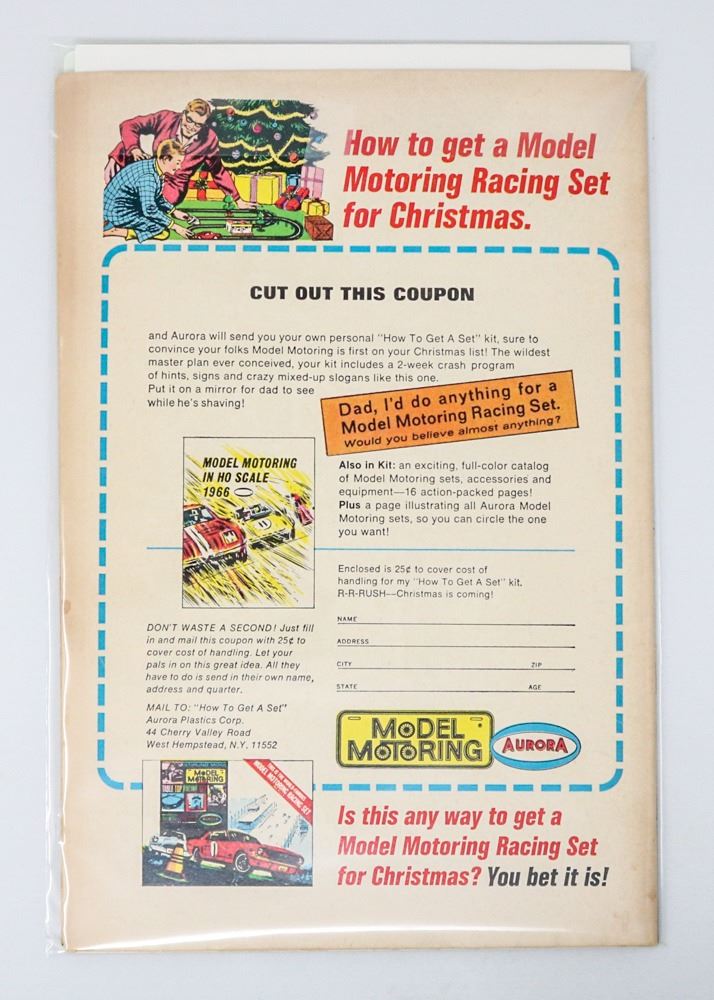 How to get a Model
Motoring Racing Set
for Christmas.
CUT OUT THIS COUPON
and Aurora will send you your own personal "How To Get A Set" kit, sure to
convince your folks Model Motoring is first on your Christmas list! The wildest
master plan ever conceived, your kit includes a 2-week crash program
of hints, signs and crazy mixed-up slogans like this one.
Put it on a mirror for dad to see
while he's shaving!
Dad, I'd do anything for a
Model Motoring Racing Set.
Would you believe almost anything?
MODEL MOTORING
IN HO SCALE
1966
11
Also in Kit: an exciting, full-color catalog
of Model Motoring sets, accessories and
equipment—16 action-packed pages!
Plus a page illustrating all Aurora Model
Motoring sets, so you can circle the one
you want!
Enclosed is 25¢ to cover cost of
handling for my "How To Get A Set" kit.
R-R-RUSH—Christmas is coming!
NAME
ADDRESS
CITY ZIP
STATE AGE
DON'T WASTE A SECOND! Just fill
in and mail this coupon with 25¢ to
cover cost of handling. Let your
pals in on this great idea. All they
have to do is send in their own name,
address and quarter.
MAIL TO: "How To Get A Set"
Aurora Plastics Corp.
44 Cherry Valley Road
West Hempstead, N.Y. 11552
MODEL
MOTORING
AURORA
MODEL
MOTORING
TABLE TOP RACING
MODEL MOTORING RACING SET
1
Is this any way to get a
Model Motoring Racing Set
for Christmas? You bet it is!